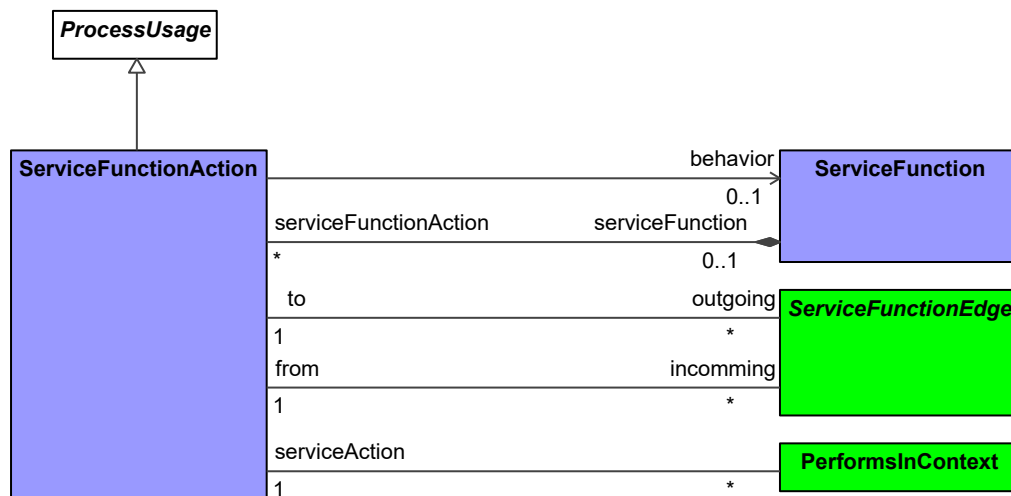 ProcessUsage
ServiceFunctionAction
behavior
ServiceFunction
0..1
serviceFunctionAction
serviceFunction
*
0..1
to
outgoing
ServiceFunctionEdge
1
*
from
incomming
1
*
serviceAction
PerformsInContext
1
*